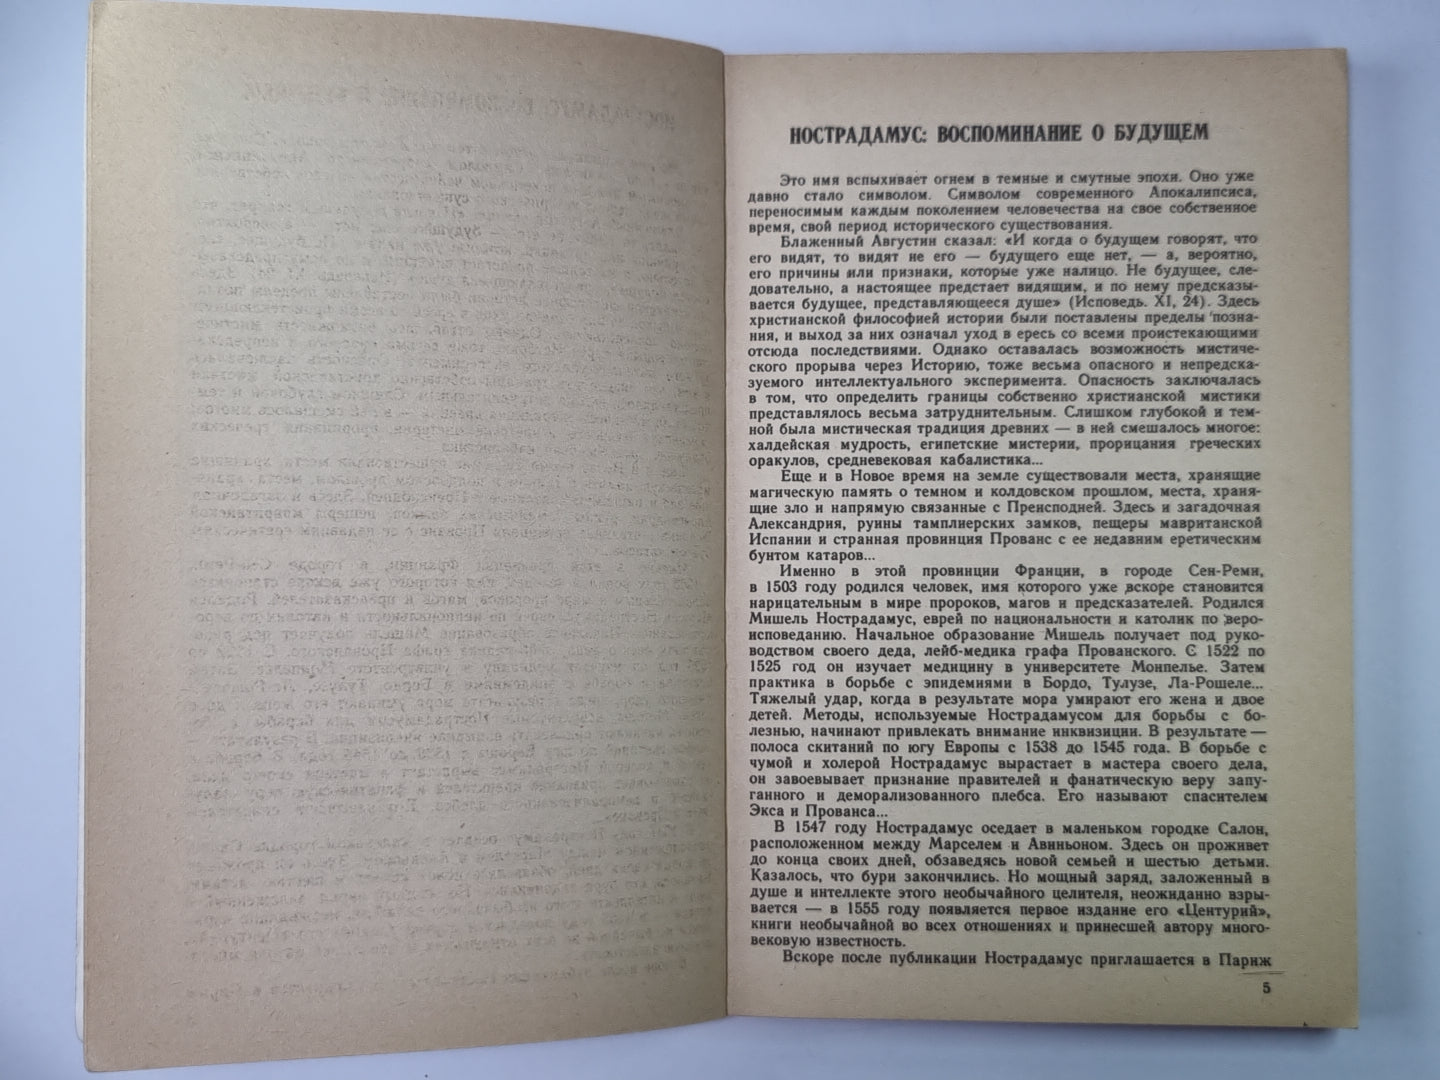 НОСТРАДАМУС: ВОСПОМИНАНИЕ О БУДУЩЕМ
Это имя вспыхивает огнем в темные и смутные эпохи. Оно уже
давно стало символом. Символом современного Апокалипсиса,
переносимым каждым поколением человечества на свое собственное
время, свой период исторического существования.
Блаженный Августин сказал: «И когда о будущем говорят, что
его видят, то видят не его — будущего еще нет, — а, вероятно,
его причины или признаки, которые уже налицо. Не будущее, сле-
довательно, а настоящее предстает видящим, и по нему предсказы-
вается будущее, представляющееся душе» (Исповедь. XI, 24). Здесь
христианской философией истории были поставлены пределы позна-
ния, и выход за них означал уход в ересь со всеми проистекающими
отсюда последствиями. Однако оставалась возможность мистиче-
ского прорыва через Историю, тоже весьма опасного и непредска-
зуемого интеллектуального эксперимента. Опасность заключалась
в том, что определить границы собственно христианской мистики
представлялось весьма затруднительным. Слишком глубокой и тем-
ной была мистическая традиция древних — в ней смешалось многое:
халдейская мудрость, египетские мистерии, прорицания греческих
оракулов, средневековая кабалистика...
Еще и в Новое время на земле существовали места, хранящие
магическую память о темном и колдовском прошлом, места, храня-
щие зло и напрямую связанные с Преисподней. Здесь и загадочная
Александрия, руины тамплиерских замков, пещеры мавританской
Испании и странная провинция Прованс с ее недавним еретическим
бунтом катаров...
Именно в этой провинции Франции, в городе Сен-Реми,
в 1503 году родился человек, имя которого уже вскоре становится
нарицательным в мире пророков, магов и предсказателей. Родился
Мишель Нострадамус, еврей по национальности и католик по веро-
исповеданию. Начальное образование Мишель получает под руко-
водством своего деда, лейб-медика графа Прованского. С 1522 по
1525 год он изучает медицину в университете Монпелье. Затем
практика в борьбе с эпидемиями в Бордо, Тулузе, Ла-Рошеле...
Тяжелый удар, когда в результате мора умирают его жена и двое
детей. Методы, используемые Нострадамусом для борьбы с бо-
лезнью, начинают привлекать внимание инквизиции. В результате —
полоса скитаний по югу Европы с 1538 до 1545 года. В борьбе с
чумой и холерой Нострадамус вырастает в мастера своего дела,
он завоевывает признание правителей и фанатическую веру запу-
ганного и деморализованного плебса. Его называют спасителем
Экса и Прованса...
В 1547 году Нострадамус оседает в маленьком городке Салон,
расположенном между Марселем и Авиньоном. Здесь он проживет
до конца своих дней, обзаведясь новой семьей и шестью детьми.
Казалось, что бури закончились. Но мощный заряд, заложенный в
душе и интеллекте этого необычайного целителя, неожиданно взры-
вается — в 1555 году появляется первое издание его «Центурий»,
книги необычайной во всех отношениях и принесшей автору много-
вековую известность.
Вскоре после публикации Нострадамус приглашается в Париж
5